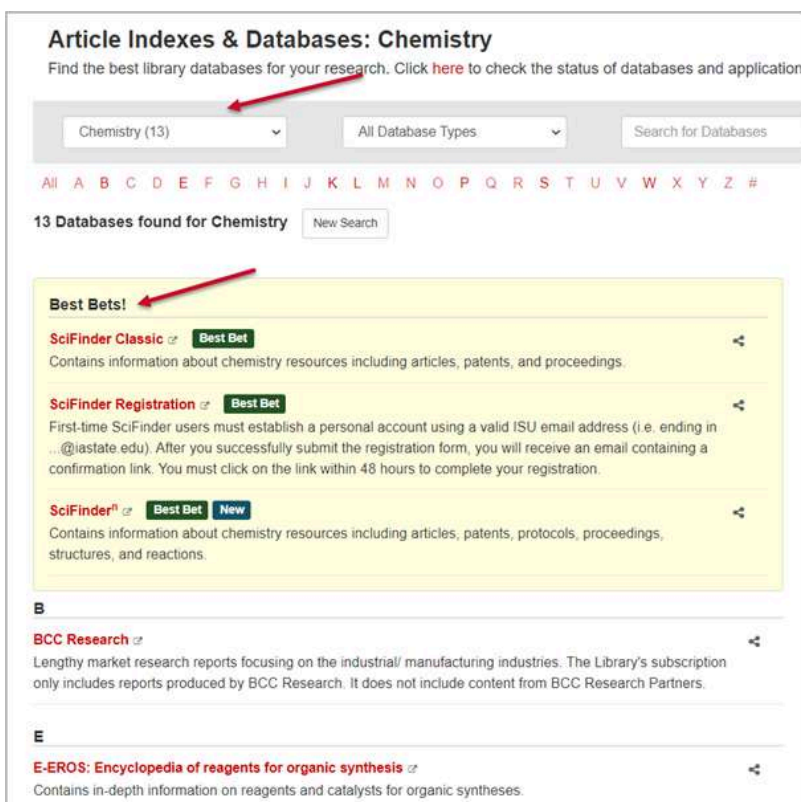 Article Indexes & Databases: Chemistry
Find the best library databases for your research. Click here to check the status of databases and application
Chemistry (13) All Database Types Search for Databases
All A B C D E F G H I J K L M N O P Q R S T U V W X Y Z #
13 Databases found for Chemistry New Search
Best Bets!
SciFinder Classic Best Bet
Contains information about chemistry resources including articles, patents, and proceedings.
SciFinder Registration Best Bet
First-time SciFinder users must establish a personal account using a valid ISU email address (i.e. ending in
...@iastate.edu). After you successfully submit the registration form, you will receive an email containing a
confirmation link. You must click on the link within 48 hours to complete your registration.
SciFinderⁿ Best Bet New
Contains information about chemistry resources including articles, patents, protocols, proceedings,
structures, and reactions.
B
BCC Research
Lengthy market research reports focusing on the industrial/ manufacturing industries. The Library's subscription
only includes reports produced by BCC Research. It does not include content from BCC Research Partners.
E
E-EROS: Encyclopedia of reagents for organic synthesis
Contains in-depth information on reagents and catalysts for organic syntheses.